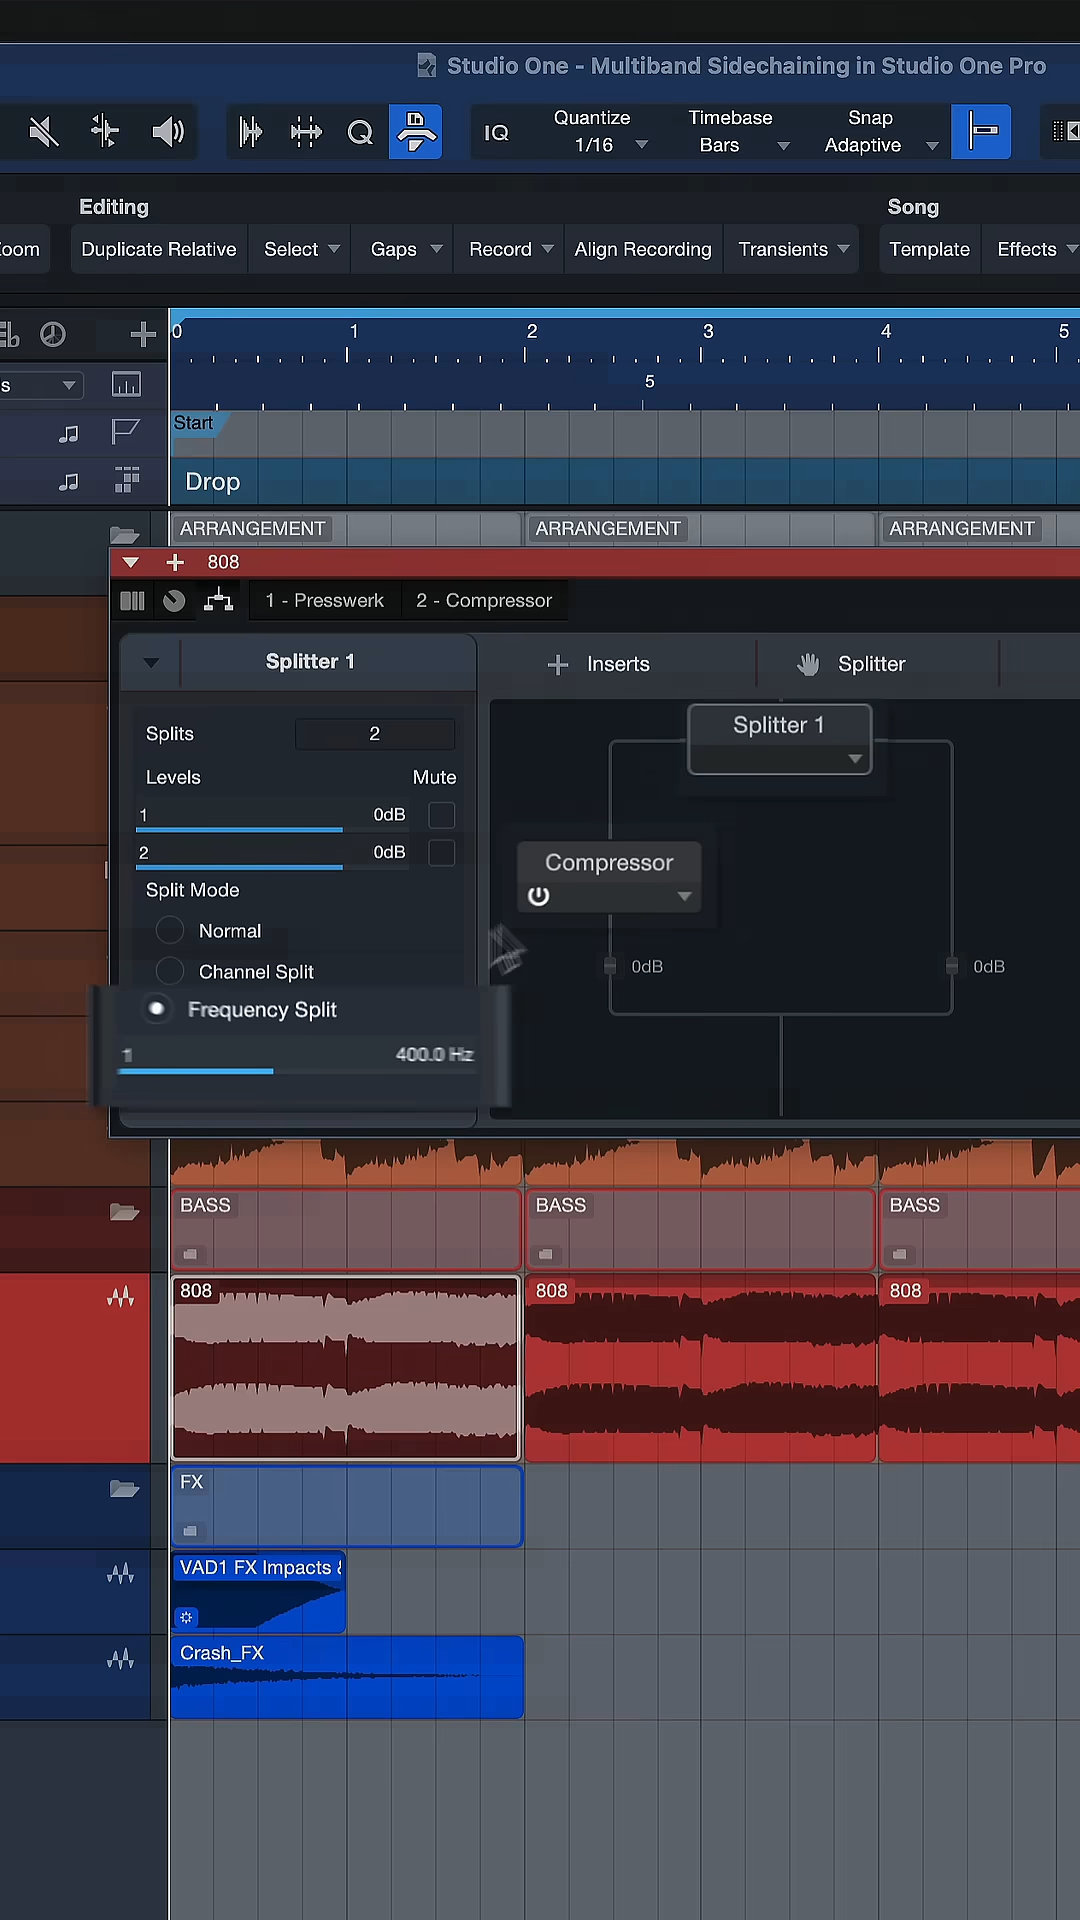 Studio One - Multiband Sidechaining in Studio One Pro
IQ
Quantize
1/16
Timebase
Bars
Snap
Adaptive
Editing
Song
Duplicate Relative
Select
Gaps
Record
Align Recording
Transients
Template
Effects
0 1 2 3 4 5
5
Start
Drop
ARRANGEMENT
ARRANGEMENT
ARRANGEMENT
808
1 - Presswerk
2 - Compressor
Splitter 1
Inserts
Splitter
Splits
2
Levels
Mute
1 0dB
2 0dB
Split Mode
Normal
Channel Split
Frequency Split
1 400.0 Hz
Splitter 1
Compressor
0dB
0dB
BASS
BASS
BASS
808
808
808
FX
VAD1 FX Impacts
Crash_FX